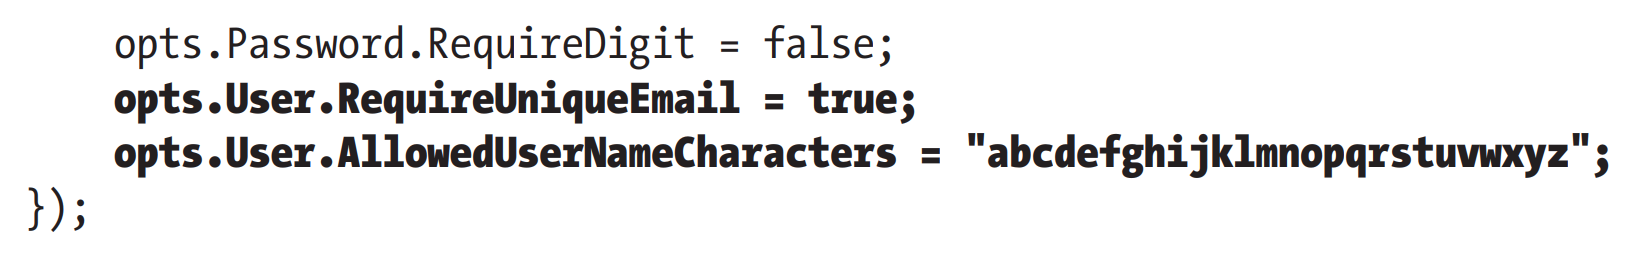 opts.Password.RequireDigit = false;
opts.User.RequireUniqueEmail = true;
opts.User.AllowedUserNameCharacters = "abcdefghijklmnopqrstuvwxyz";
});